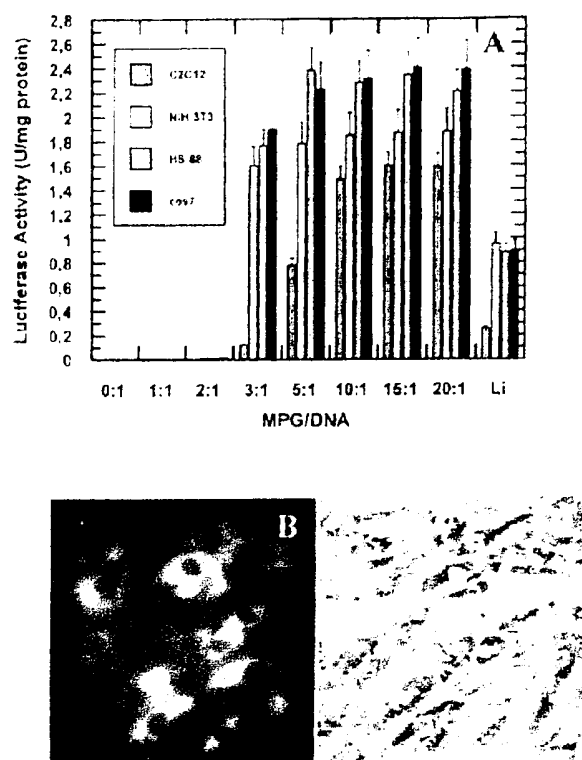 A
2,8
2,6
2,4
2,2
2
1,8
1,6
1,4
1,2
1
0,8
0,6
0,4
0,2
0
Luciferase Activity (U/mg protein)
C2C12
NIH 3T3
HS 68
cos7
0:1 1:1 2:1 3:1 5:1 10:1 15:1 20:1 Li
MPG/DNA
B